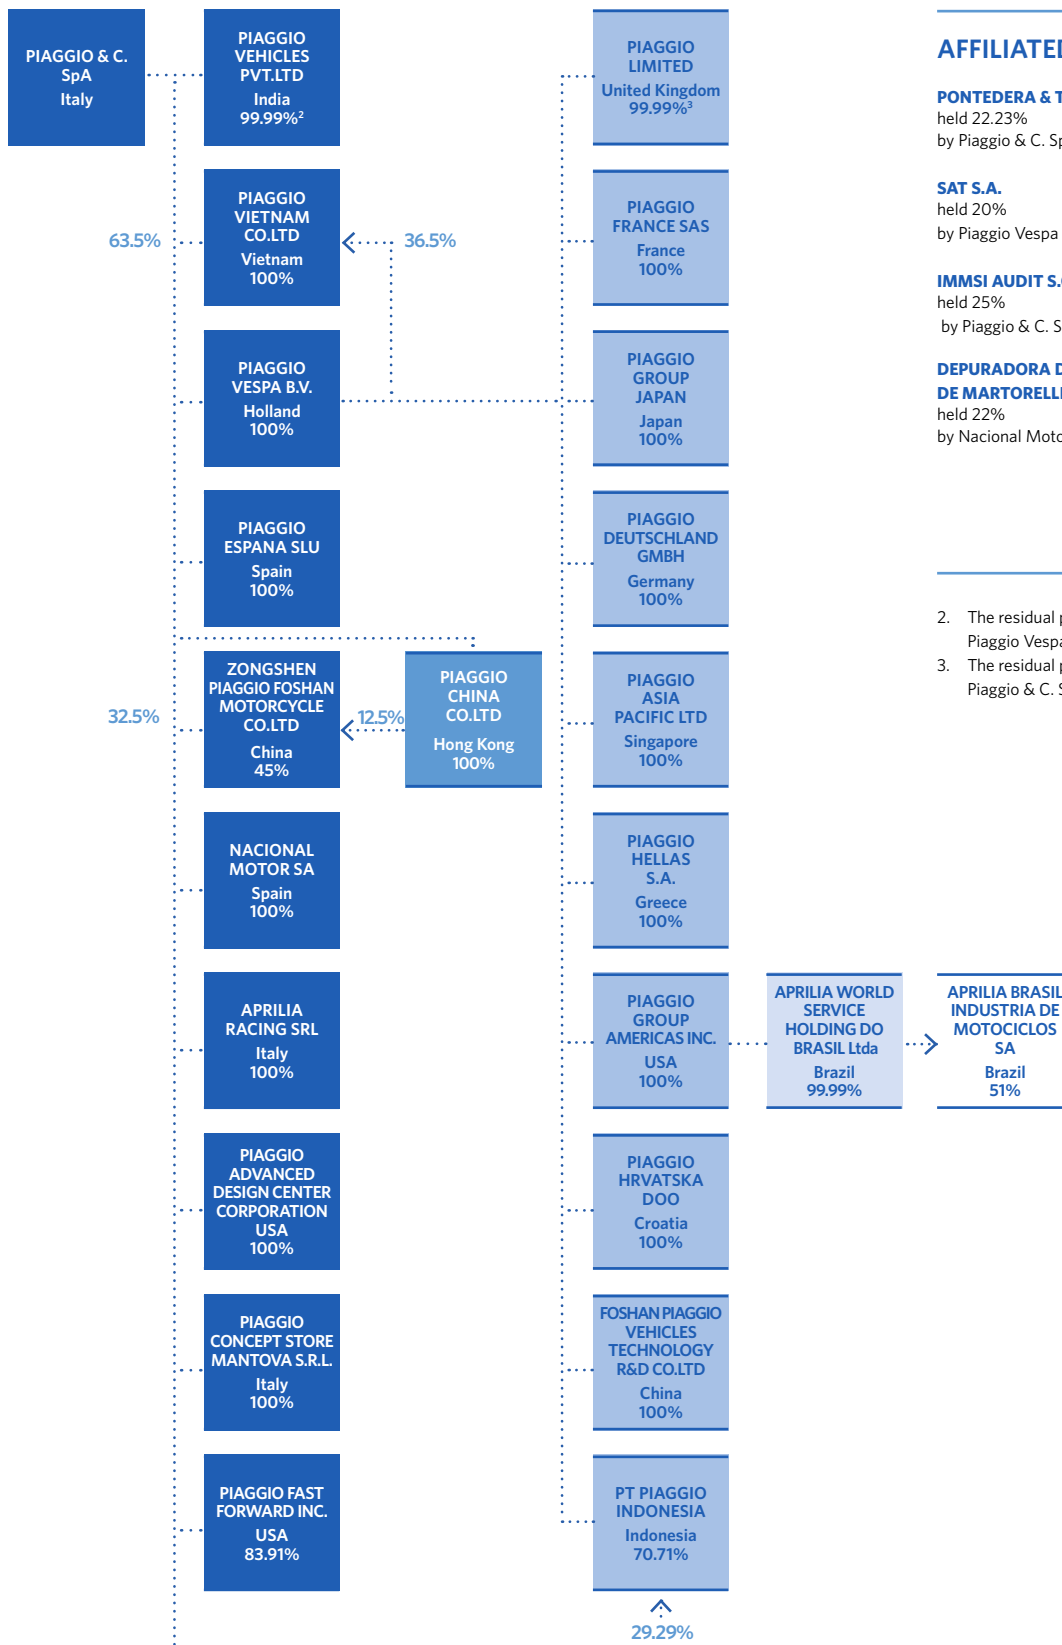 PIAGGIO & C.
SpA
Italy
PIAGGIO
VEHICLES
PVT.LTD
India
99.99%²
PIAGGIO
VIETNAM
CO.LTD
Vietnam
100%
63.5%
36.5%
PIAGGIO
VESPA B.V.
Holland
100%
PIAGGIO
ESPANA SLU
Spain
100%
ZONGSHEN
PIAGGIO FOSHAN
MOTORCYCLE
CO.LTD
China
45%
32.5%
12.5%
PIAGGIO
CHINA
CO.LTD
Hong Kong
100%
NACIONAL
MOTOR SA
Spain
100%
APRILIA
RACING SRL
Italy
100%
PIAGGIO
ADVANCED
DESIGN CENTER
CORPORATION
USA
100%
PIAGGIO
CONCEPT STORE
MANTOVA S.R.L.
Italy
100%
PIAGGIO FAST
FORWARD INC.
USA
83.91%
PIAGGIO
LIMITED
United Kingdom
99.99%³
PIAGGIO
FRANCE SAS
France
100%
PIAGGIO
GROUP
JAPAN
Japan
100%
PIAGGIO
DEUTSCHLAND
GMBH
Germany
100%
PIAGGIO
ASIA
PACIFIC LTD
Singapore
100%
PIAGGIO
HELLAS
S.A.
Greece
100%
PIAGGIO
GROUP
AMERICAS INC.
USA
100%
APRILIA WORLD
SERVICE
HOLDING DO
BRASIL Ltda
Brazil
99.99%
APRILIA BRASIL
INDUSTRIA DE
MOTOCICLOS
SA
Brazil
51%
PIAGGIO
HRVATSKA
DOO
Croatia
100%
FOSHAN PIAGGIO
VEHICLES
TECHNOLOGY
R&D CO.LTD
China
100%
PT PIAGGIO
INDONESIA
Indonesia
70.71%
29.29%
AFFILIATED
PONTEDERA & T
held 22.23%
by Piaggio & C. Sp
SAT S.A.
held 20%
by Piaggio Vespa
IMMSI AUDIT S.
held 25%
by Piaggio & C. S
DEPURADORA D
DE MARTORELL
held 22%
by Nacional Moto
2. The residual p
Piaggio Vespa
3. The residual p
Piaggio & C. S